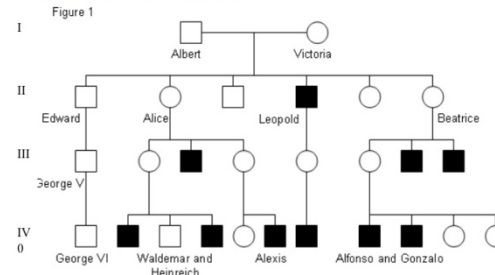 Figure 1
I
Albert
Victoria
II
Edward
Alice
Leopold
Beatrice
III
George V
IV
0
George VI
Waldemar and
Heinreich
Alexis
Alfonso and Gonzalo